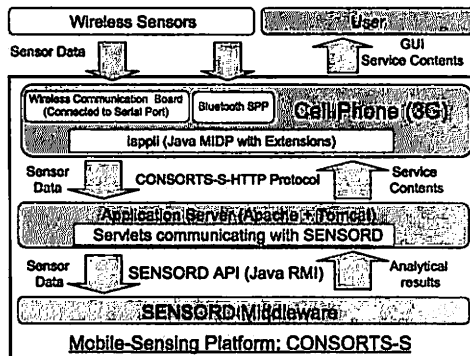 Wireless Sensors
User
Sensor Data
GUI
Service Contents
Wireless Communication Board
(Connected to Serial Port)
Bluetooth SPP
Cell Phone (3G)
Iappli (Java MIDP with Extensions)
Sensor
Data
CONSORTS-S-HTTP Protocol
Service
Contents
Application Server (Apache + Tomcat)
Servlets communicating with SENSORD
Sensor
Data
SENSORD API (Java RMI)
Analytical
results
SENSORD Middleware
Mobile-Sensing Platform: CONSORTS-S